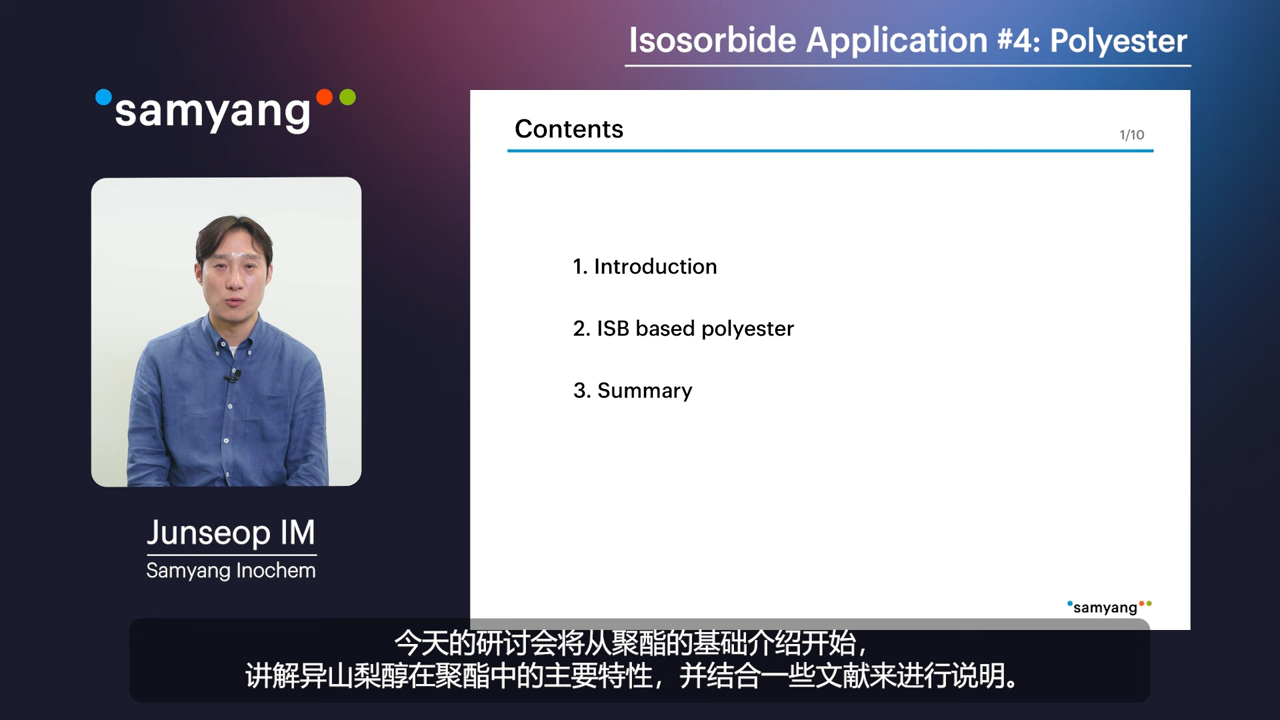 Isosorbide Application #4: Polyester
samyang
Contents
1/10
1. Introduction
2. ISB based polyester
3. Summary
Junseop IM
Samyang Inochem
samyang
今天的研讨会将从聚酯的基础介绍开始，
讲解异山梨醇在聚酯中的主要特性，并结合一些文献来进行说明。